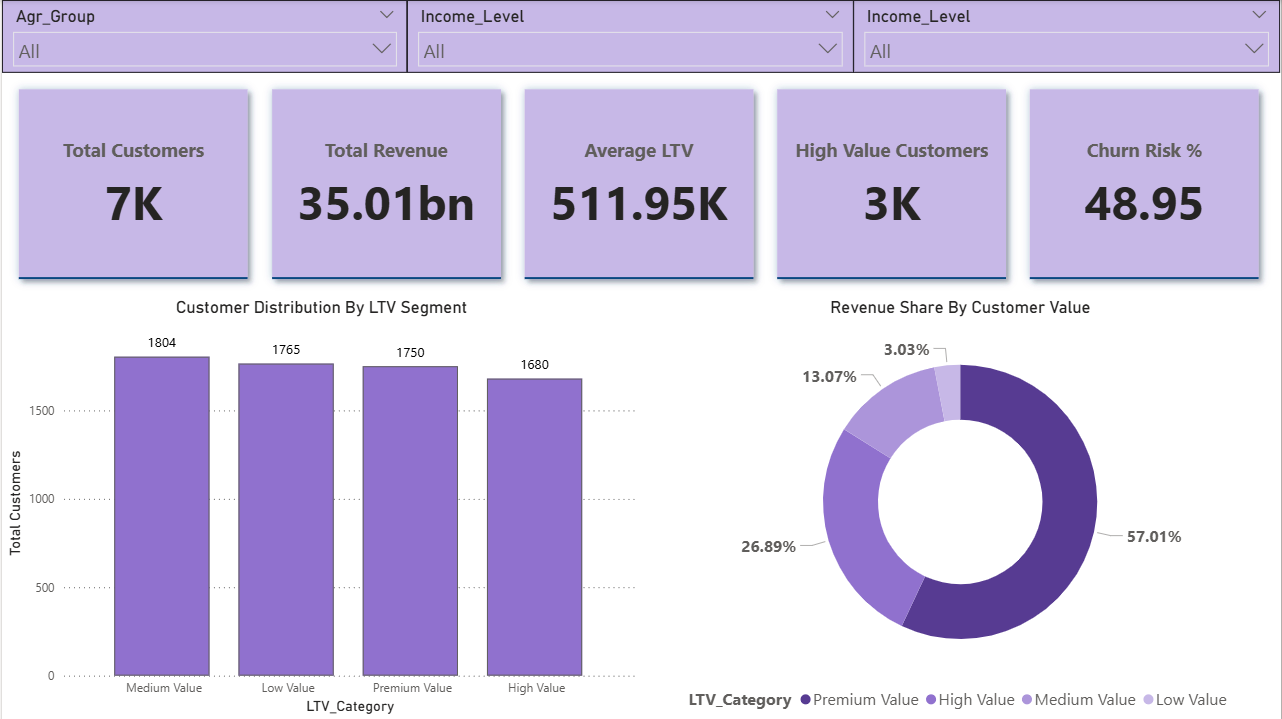 Agr_Group
Income_Level
Income_Level
All
All
All
Total Customers
7K
Total Revenue
35.01bn
Average LTV
511.95K
High Value Customers
3K
Churn Risk %
48.95
Customer Distribution By LTV Segment
Total Customers
1500
1000
500
0
1804
1765
1750
1680
Medium Value
Low Value
Premium Value
High Value
LTV_Category
Revenue Share By Customer Value
3.03%
13.07%
26.89%
57.01%
LTV_Category Premium Value High Value Medium Value Low Value